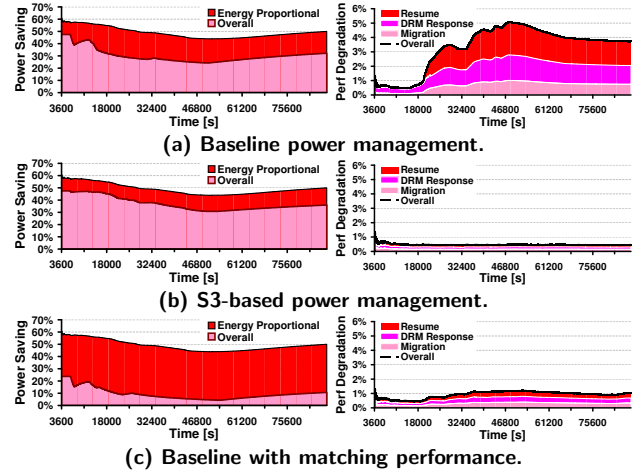 Power Saving
70%
60%
50%
40%
30%
20%
10%
0%
Energy Proportional
Overall
3600 18000 32400 46800 61200 75600
Time [s]
Perf Degradation
6%
5%
4%
3%
2%
1%
0%
Resume
DRM Response
Migration
Overall
3600 18000 32400 46800 61200 75600
Time [s]
(a) Baseline power management.
Power Saving
70%
60%
50%
40%
30%
20%
10%
0%
Energy Proportional
Overall
3600 18000 32400 46800 61200 75600
Time [s]
Perf Degradation
6%
5%
4%
3%
2%
1%
0%
Resume
DRM Response
Migration
Overall
3600 18000 32400 46800 61200 75600
Time [s]
(b) S3-based power management.
Power Saving
70%
60%
50%
40%
30%
20%
10%
0%
Energy Proportional
Overall
3600 18000 32400 46800 61200 75600
Time [s]
Perf Degradation
6%
5%
4%
3%
2%
1%
0%
Resume
DRM Response
Migration
Overall
3600 18000 32400 46800 61200 75600
Time [s]
(c) Baseline with matching performance.